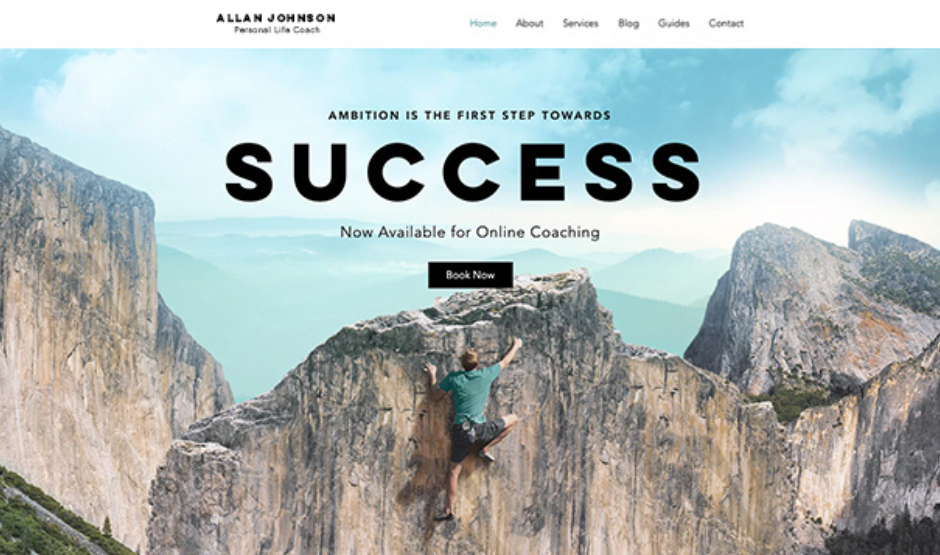 ALLAN JOHNSON
Personal Life Coach
Home About Services Blog Guides Contact
AMBITION IS THE FIRST STEP TOWARDS
SUCCESS
Now Available for Online Coaching
Book Now